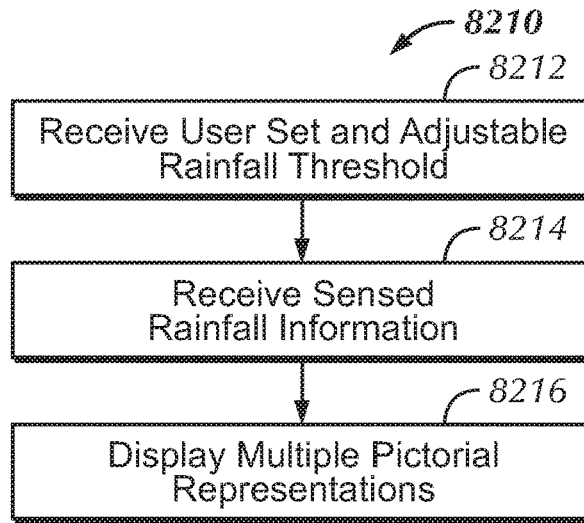 8210
8212
Receive User Set and Adjustable
Rainfall Threshold
8214
Receive Sensed
Rainfall Information
8216
Display Multiple Pictorial
Representations